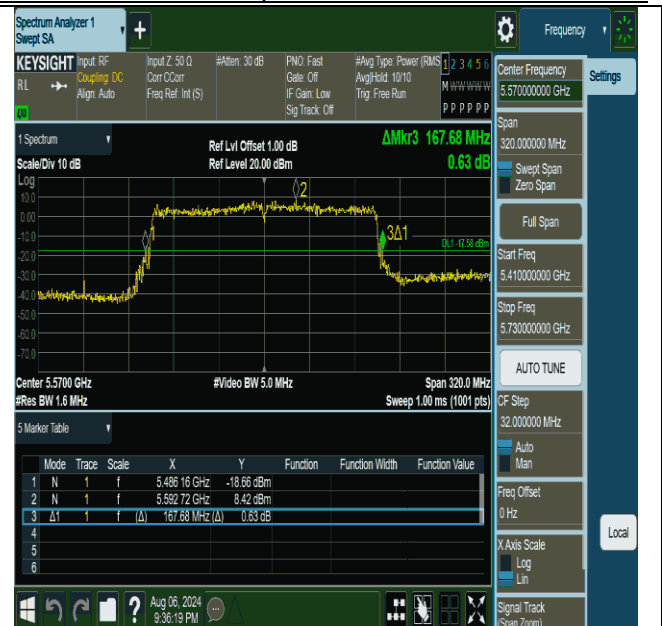 Spectrum Analyzer 1
Swept SA
Frequency
KEYSIGHT
RL
Input: RF
Coupling: DC
Align: Auto
Input Z: 50 Ω
Corr CCorr
Freq Ref: Int (S)
#Atten: 30 dB
PNO: Fast
Gate: Off
IF Gain: Low
Sig Track: Off
#Avg Type: Power (RMS
Avg|Hold: 10/10
Trig: Free Run
1 2 3 4 5 6
M W W W W W
P P P P P P
1 Spectrum
Scale/Div 10 dB
Ref Lvl Offset 1.00 dB
Ref Level 20.00 dBm
ΔMkr3 167.68 MHz
0.63 dB
Log
10.0
0.00
-10.0
-20.0
-30.0
-40.0
-50.0
-60.0
-70.0
1
2
3Δ1
DL1 -17.58 dBm
Center 5.5700 GHz
#Video BW 5.0 MHz
Span 320.0 MHz
#Res BW 1.6 MHz
Sweep 1.00 ms (1001 pts)
5 Marker Table
Mode Trace Scale X Y Function Function Width Function Value
1 N 1 f 5.486 16 GHz -18.66 dBm
2 N 1 f 5.592 72 GHz 8.42 dBm
3 Δ1 1 f (Δ) 167.68 MHz (Δ) 0.63 dB
4
5
6
Aug 06, 2024
9:36:19 PM
Center Frequency
5.57000000 GHz
Settings
Span
320.000000 MHz
Swept Span
Zero Span
Full Span
Start Freq
5.410000000 GHz
Stop Freq
5.730000000 GHz
AUTO TUNE
CF Step
32.000000 MHz
Auto
Man
Freq Offset
0 Hz
X Axis Scale
Log
Lin
Local
Signal Track
(Span Zoom)